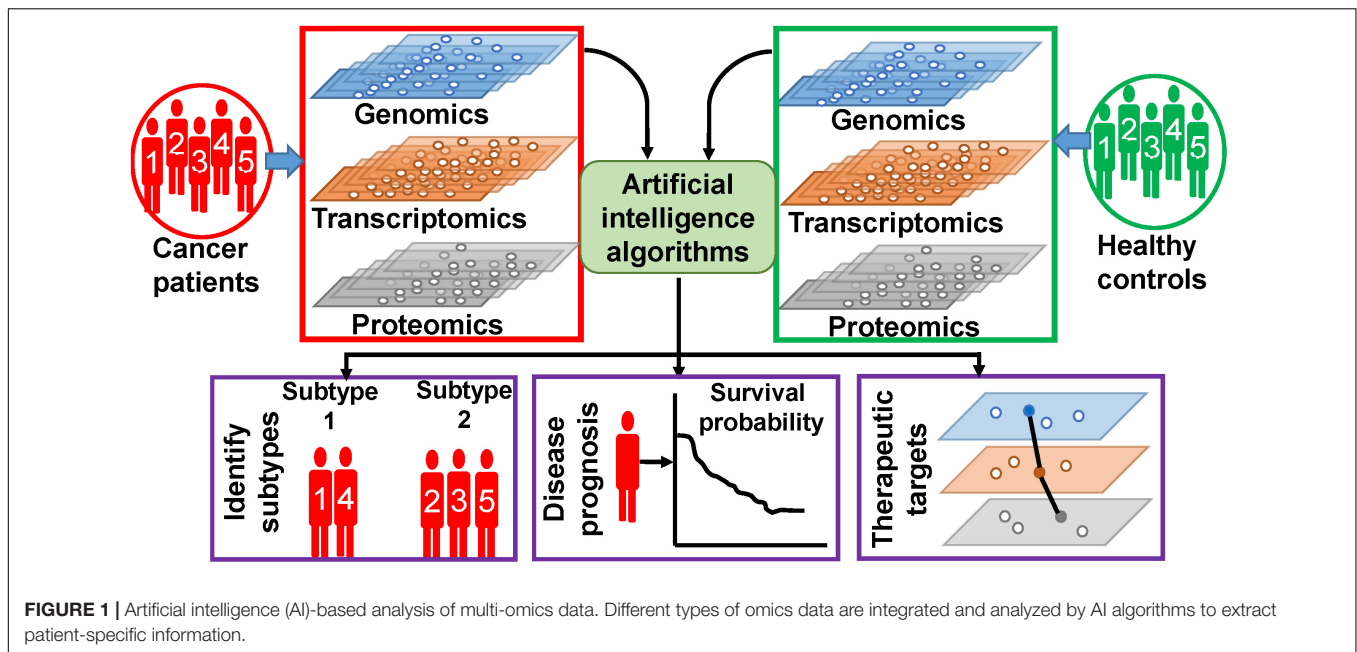 1 2 3 4 5
Cancer
patients
Genomics
Transcriptomics
Proteomics
Artificial
intelligence
algorithms
Genomics
Transcriptomics
Proteomics
1 2 3 4 5
Healthy
controls
Identify
subtypes
Subtype
1
1 4
Subtype
2
2 3 5
Disease
prognosis
Survival
probability
Therapeutic
targets
FIGURE 1 | Artificial intelligence (AI)-based analysis of multi-omics data. Different types of omics data are integrated and analyzed by AI algorithms to extract
patient-specific information.